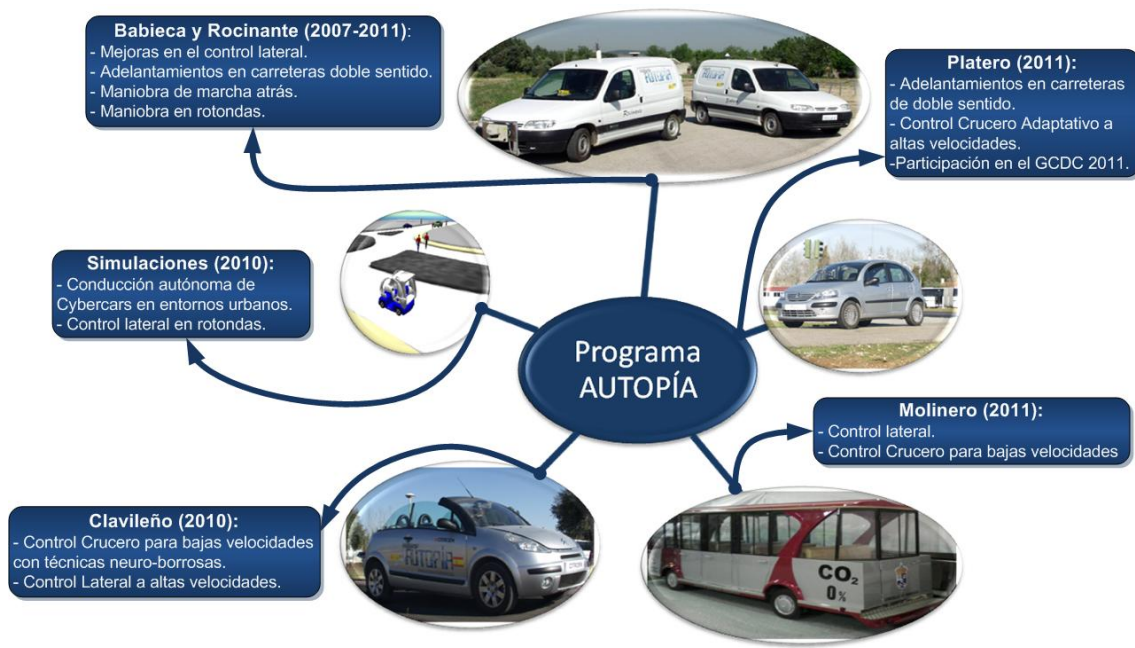 Babieca y Rocinante (2007-2011):
- Mejoras en el control lateral.
- Adelantamientos en carreteras doble sentido.
- Maniobra de marcha atrás.
- Maniobra en rotondas.
AUTOPIA
Rocinante
Platero (2011):
- Adelantamientos en carreteras
de doble sentido.
- Control Crucero Adaptativo a
altas velocidades.
-Participación en el GCDC 2011.
Simulaciones (2010):
- Conducción autónoma de
Cybercars en entornos urbanos.
- Control lateral en rotondas.
Programa
AUTOPÍA
Molinero (2011):
- Control lateral.
- Control Crucero para bajas velocidades
Clavileño (2010):
- Control Crucero para bajas velocidades
con técnicas neuro-borrosas.
- Control Lateral a altas velocidades.
AUTOPIA
CO2
0%